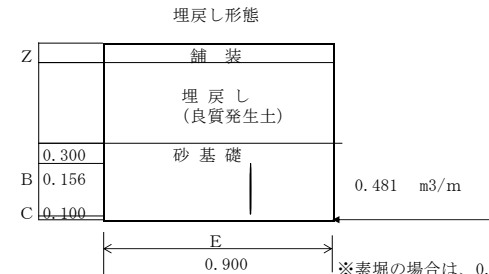 埋戻し形態
Z 舗 装
埋 戻 し
(良質発生土)
0.300 砂 基 礎
B 0.156 0.481 m3/m
C 0.100
E
0.900 ※素堀の場合は、0.